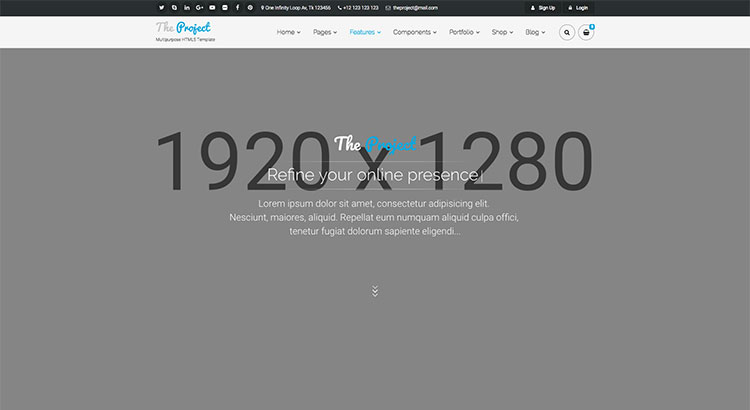 One Infinity Loop Av, Tk 123456 +12 123 123 123 theproject@mail.com Sign Up Login
The Project
Multipurpose HTML5 Template
Home Pages Features Components Portfolio Shop Blog
The Project
1920 x 1280
Refine your online presence
Lorem ipsum dolor sit amet, consectetur adipisicing elit.
Nesciunt, maiores, aliquid. Repellat eum numquam aliquid culpa offici,
tenetur fugiat dolorum sapiente eligendi...